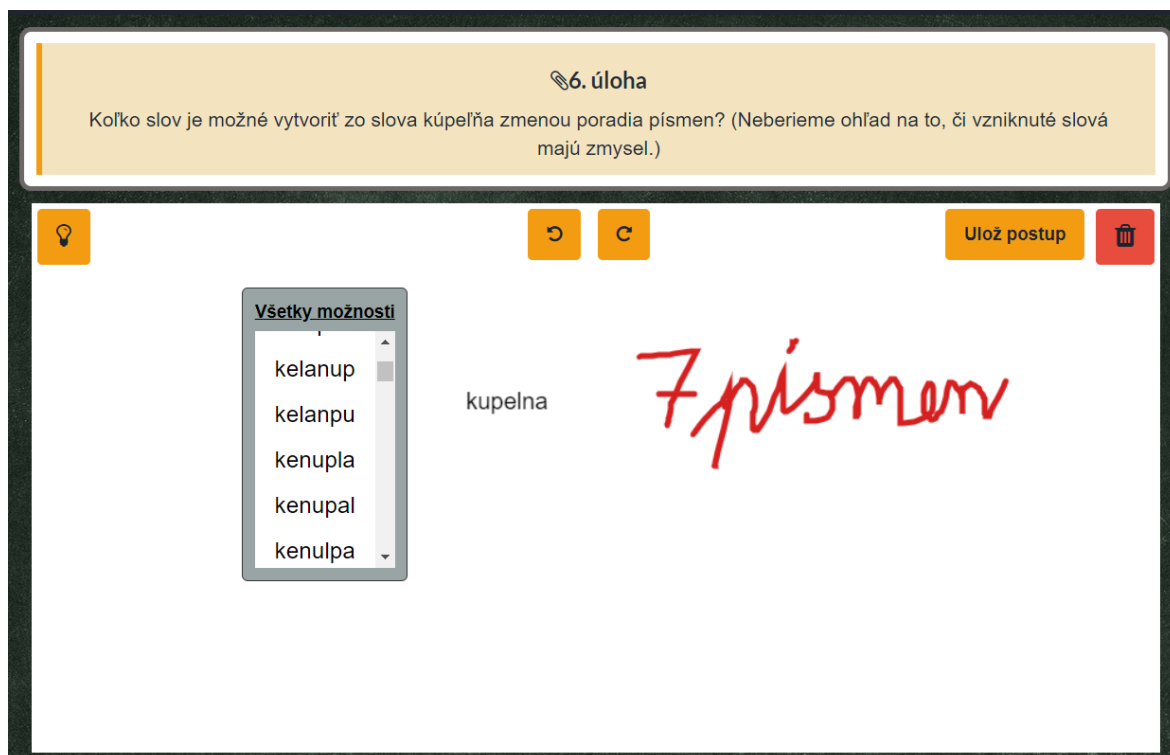 6. úloha
Koľko slov je možné vytvoriť zo slova kúpeľňa zmenou poradia písmen? (Neberieme ohľad na to, či vzniknuté slová
majú zmysel.)
Ulož postup
Všetky možnosti
kelanup
kelanpu
kenupla
kenupal
kenulpa
kupelna
7 písmen